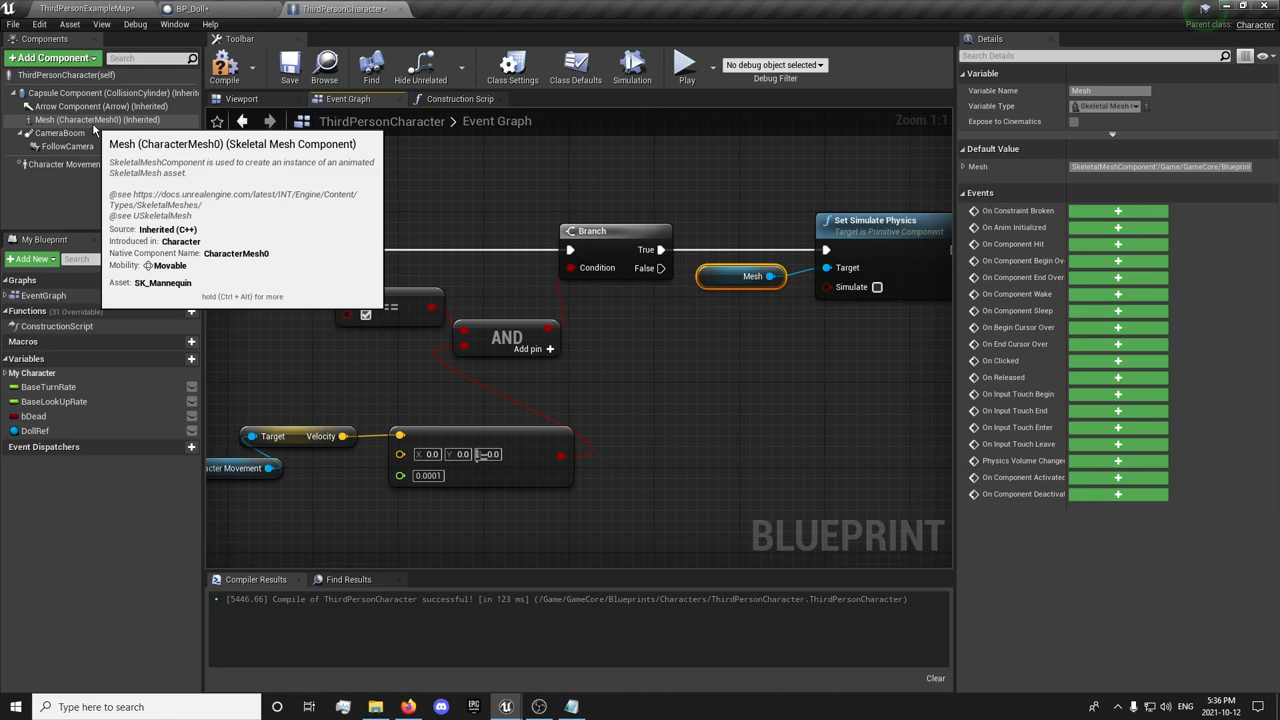 ThirdPersonExampleMap*
BP_Doll*
ThirdPersonCharacter*
File Edit Asset View Debug Window Help
Parent class: Character
Components
Toolbar
Details
+Add Component
Search
Compile
Save
Browse
Find
Hide Unrelated
Class Settings
Class Defaults
Simulation
Play
No debug object selected
Debug Filter
Search Details
ThirdPersonCharacter(self)
Capsule Component (CollisionCylinder) (Inherite
Arrow Component (Arrow) (Inherited)
Mesh (CharacterMesh0) (Inherited)
CameraBoom
FollowCamera
Character Movemen
Viewport
Event Graph
Construction Scrip
ThirdPersonCharacter > Event Graph
Zoom 1:1
Mesh (CharacterMesh0) (Skeletal Mesh Component)
SkeletalMeshComponent is used to create an instance of an animated
SkeletalMesh asset.
@see https://docs.unrealengine.com/latest/INT/Engine/Content/
Types/SkeletalMeshes/
@see USkeletalMesh
Source: Inherited (C++)
Introduced in: Character
Native Component Name: CharacterMesh0
Mobility: Movable
Asset: SK_Mannequin
hold (Ctrl + Alt) for more
My Blueprint
+Add New
Search
Graphs
EventGraph
Functions (31 Overridable)
ConstructionScript
Macros
Variables
My Character
BaseTurnRate
BaseLookUpRate
bDead
DollRef
Event Dispatchers
Branch
True
Condition
False
Mesh
Set Simulate Physics
Target is Primitive Component
Target
Simulate
==
AND
Add pin +
Target Velocity
acter Movement
X 0.0 Y 0.0 0.0
0.0001
BLUEPRINT
Compiler Results
Find Results
[5446.66] Compile of ThirdPersonCharacter successful! [in 123 ms] (/Game/GameCore/Blueprints/Characters/ThirdPersonCharacter.ThirdPersonCharacter)
Clear
Variable
Variable Name Mesh
Variable Type Skeletal Mesh
Expose to Cinematics
Default Value
Mesh SkeletalMeshComponent'/Game/GameCore/Blueprint
Events
On Constraint Broken
On Anim Initialized
On Component Hit
On Component Begin Ov
On Component End Over
On Component Wake
On Component Sleep
On Begin Cursor Over
On End Cursor Over
On Clicked
On Released
On Input Touch Begin
On Input Touch End
On Input Touch Enter
On Input Touch Leave
Physics Volume Change
On Component Activate
On Component Deactivat
Type here to search
5:36 PM
2021-10-12